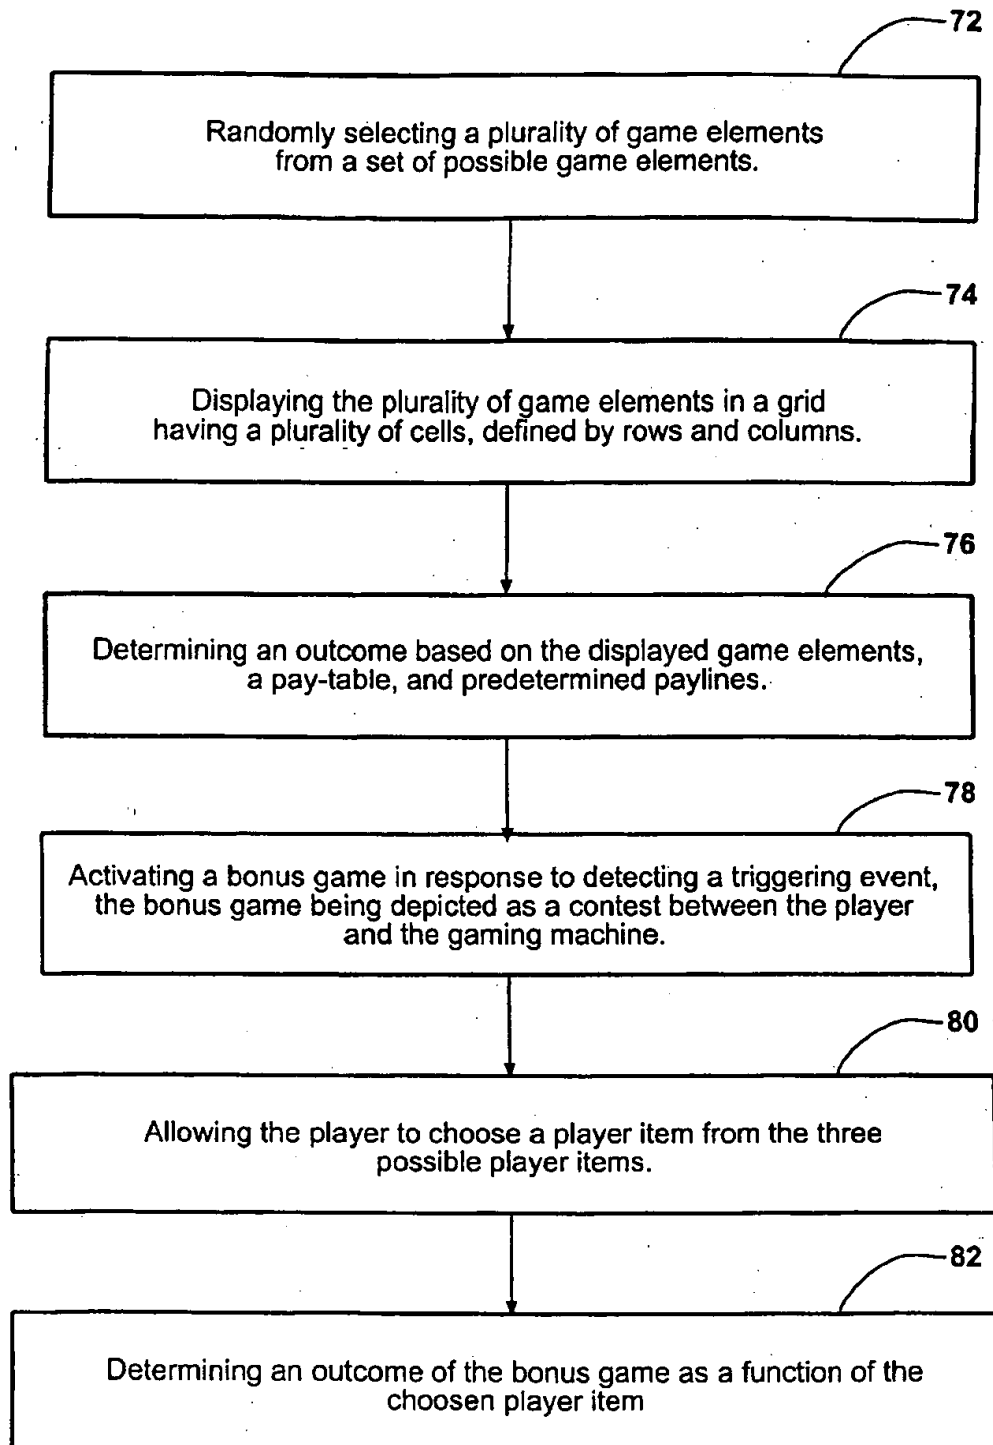 72
Randomly selecting a plurality of game elements
from a set of possible game elements.
74
Displaying the plurality of game elements in a grid
having a plurality of cells, defined by rows and columns.
76
Determining an outcome based on the displayed game elements,
a pay-table, and predetermined paylines.
78
Activating a bonus game in response to detecting a triggering event,
the bonus game being depicted as a contest between the player
and the gaming machine.
80
Allowing the player to choose a player item from the three
possible player items.
82
Determining an outcome of the bonus game as a function of the
choosen player item